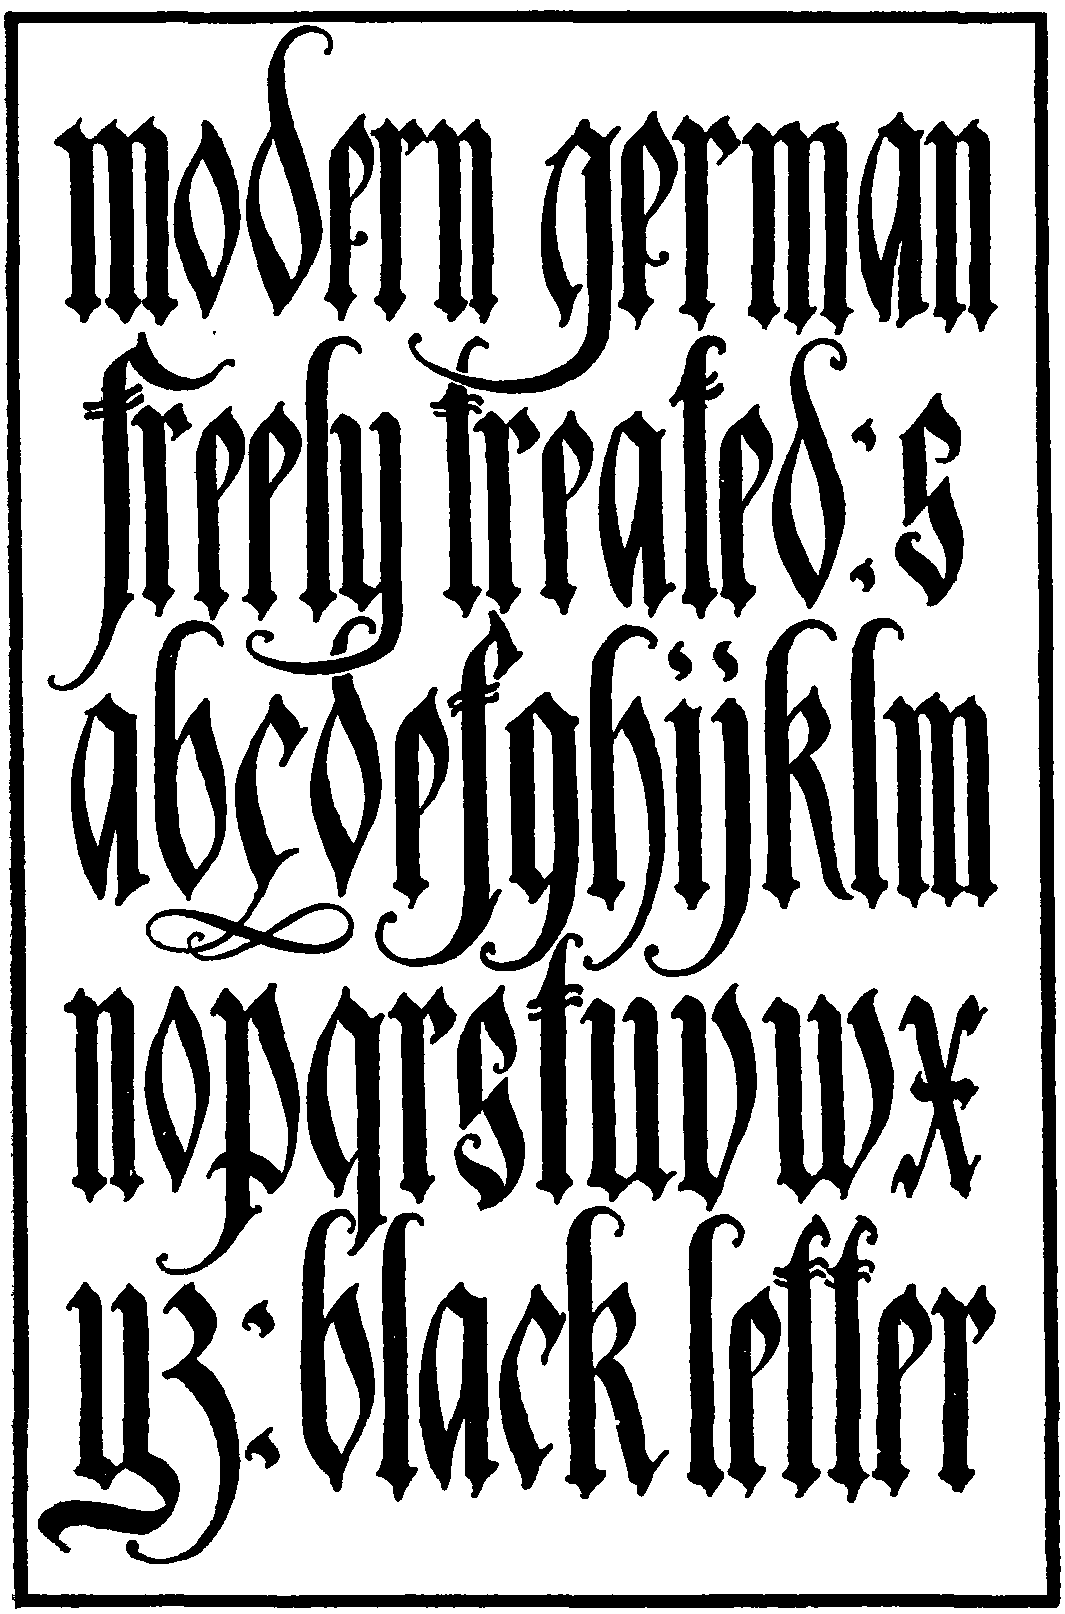 modern german
freely treated: s
abcdefghijklm
nopqrstuvwx
yz: black letter